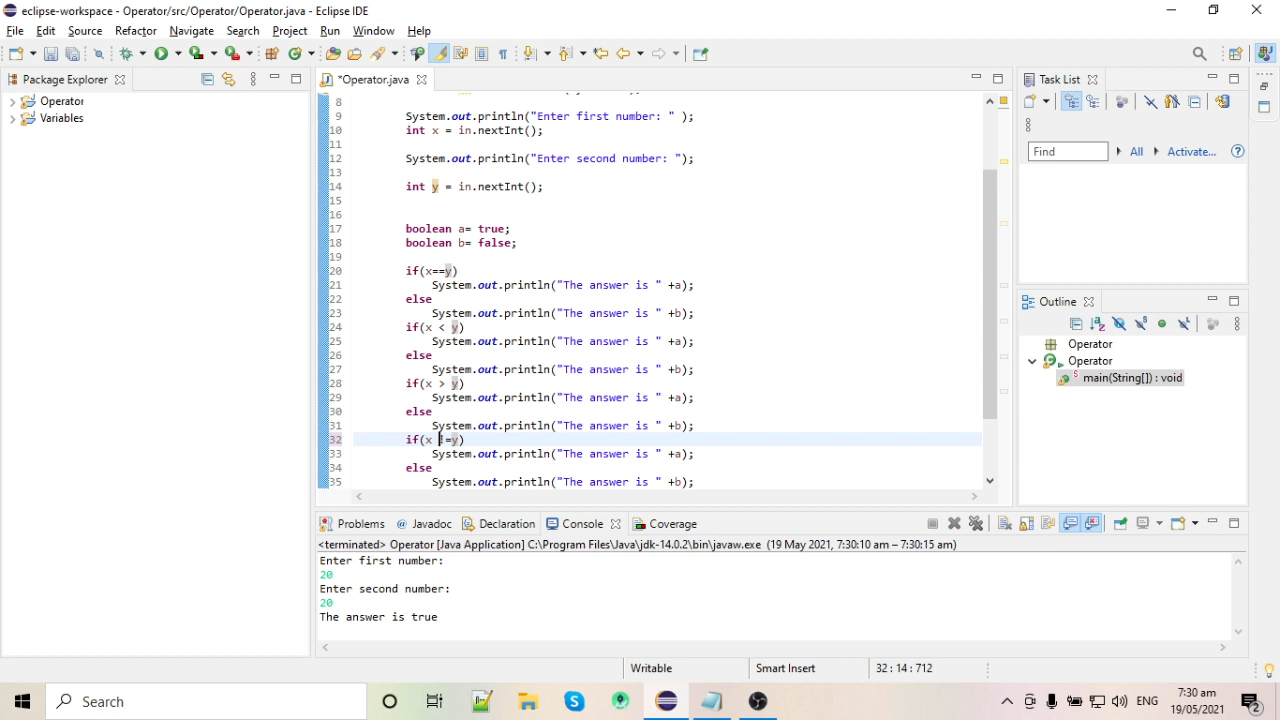 eclipse-workspace - Operator/src/Operator/Operator.java - Eclipse IDE
File Edit Source Refactor Navigate Search Project Run Window Help
Package Explorer
Operator
Variables
*Operator.java
8
9 System.out.println("Enter first number: " );
10 int x = in.nextInt();
11
12 System.out.println("Enter second number: ");
13
14 int y = in.nextInt();
15
16
17 boolean a= true;
18 boolean b= false;
19
20 if(x==y)
21 System.out.println("The answer is " +a);
22 else
23 System.out.println("The answer is " +b);
24 if(x < y)
25 System.out.println("The answer is " +a);
26 else
27 System.out.println("The answer is " +b);
28 if(x > y)
29 System.out.println("The answer is " +a);
30 else
31 System.out.println("The answer is " +b);
32 if(x !=y)
33 System.out.println("The answer is " +a);
34 else
35 System.out.println("The answer is " +b);
Task List
Find All Activate...
Outline
Operator
Operator
main(String[]) : void
Problems Javadoc Declaration Console Coverage
<terminated> Operator [Java Application] C:\Program Files\Java\jdk-14.0.2\bin\javaw.exe (19 May 2021, 7:30:10 am – 7:30:15 am)
Enter first number:
20
Enter second number:
20
The answer is true
Writable Smart Insert 32 : 14 : 712
Search
ENG
7:30 am
19/05/2021
2